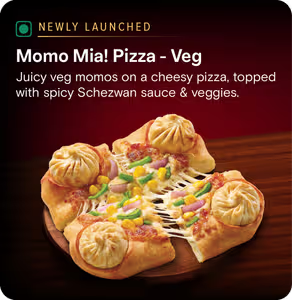 NEWLY LAUNCHED
Momo Mia! Pizza - Veg
Juicy veg momos on a cheesy pizza, topped
with spicy Schezwan sauce & veggies.